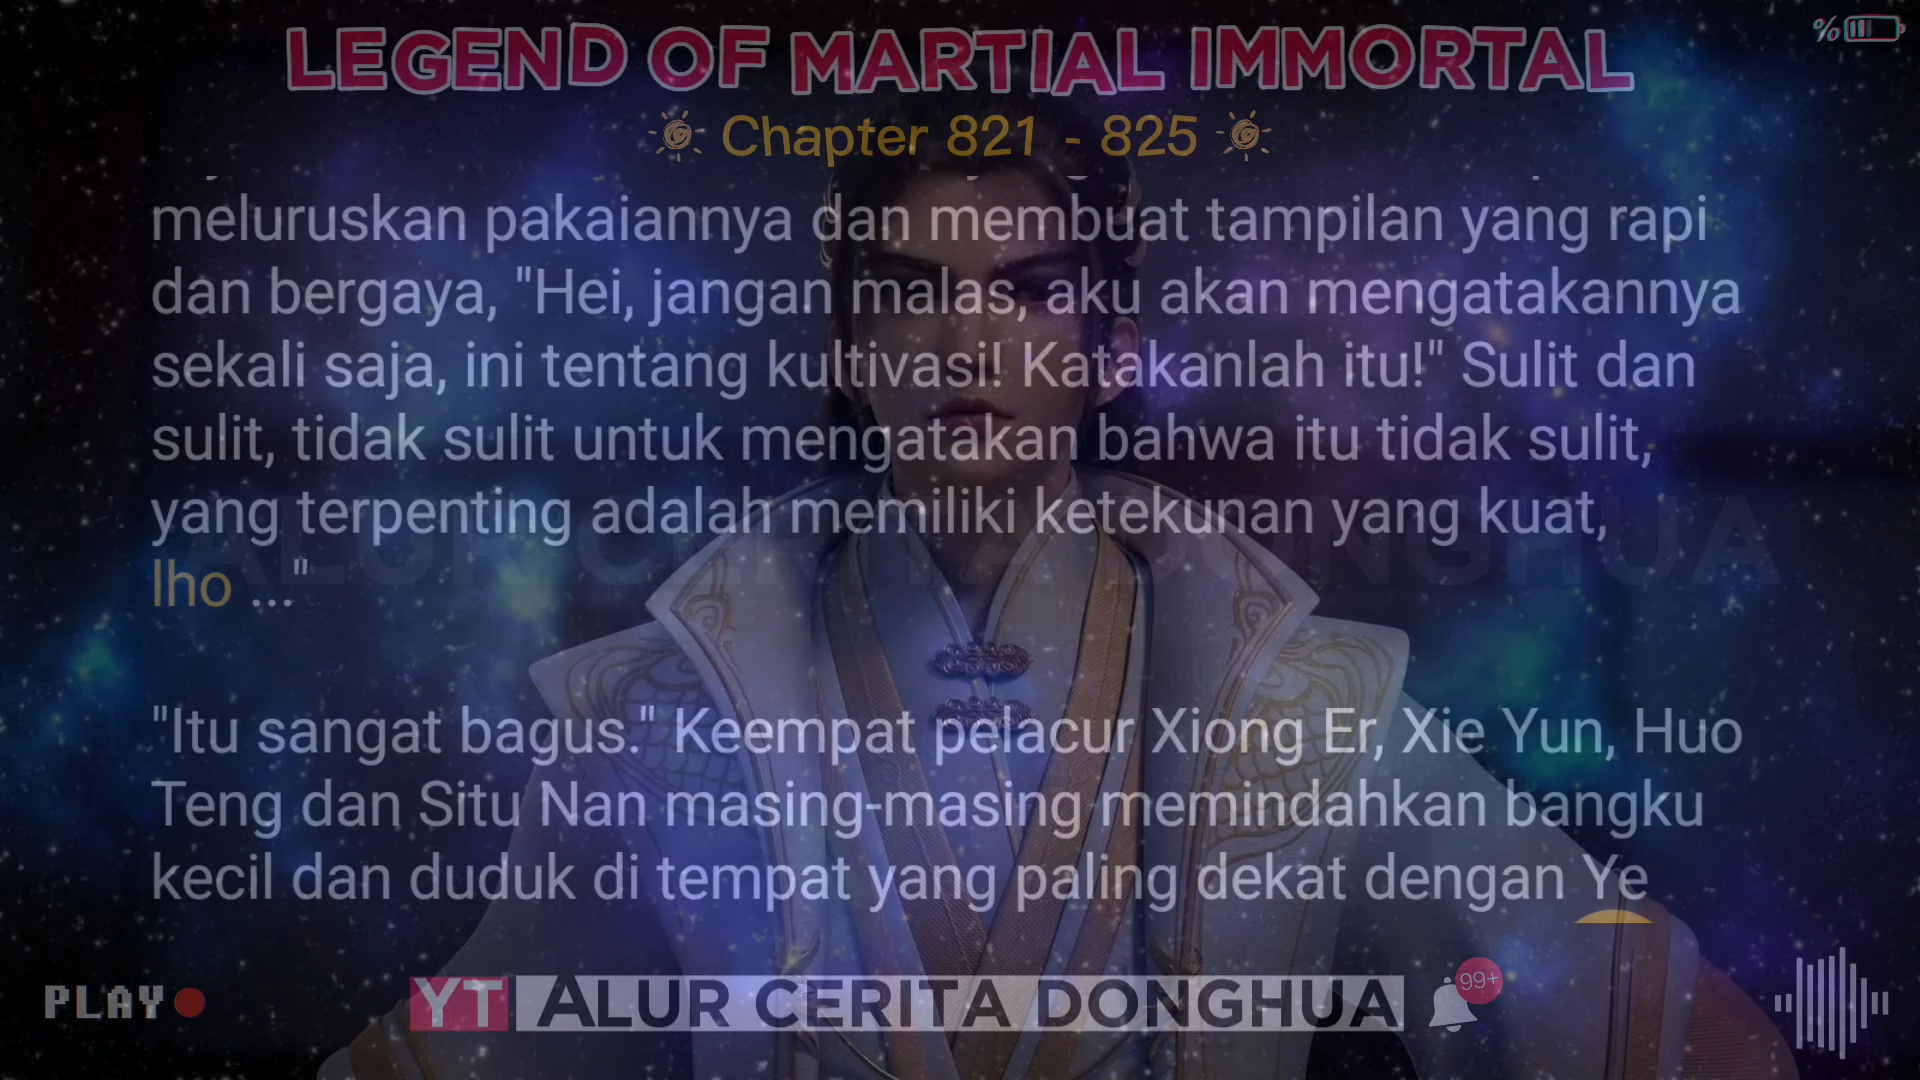 LEGEND OF MARTIAL IMMORTAL
%
Chapter 821 - 825
meluruskan pakaiannya dan membuat tampilan yang rapi
dan bergaya, "Hei, jangan malas, aku akan mengatakannya
sekali saja, ini tentang kultivasi! Katakanlah itu!" Sulit dan
sulit, tidak sulit untuk mengatakan bahwa itu tidak sulit,
yang terpenting adalah memiliki ketekunan yang kuat,
lho ..."
ALUR CERITA DONGHUA
"Itu sangat bagus." Keempat pelacur Xiong Er, Xie Yun, Huo
Teng dan Situ Nan masing-masing memindahkan bangku
kecil dan duduk di tempat yang paling dekat dengan Ye
PLAY
YT ALUR CERITA DONGHUA
99+